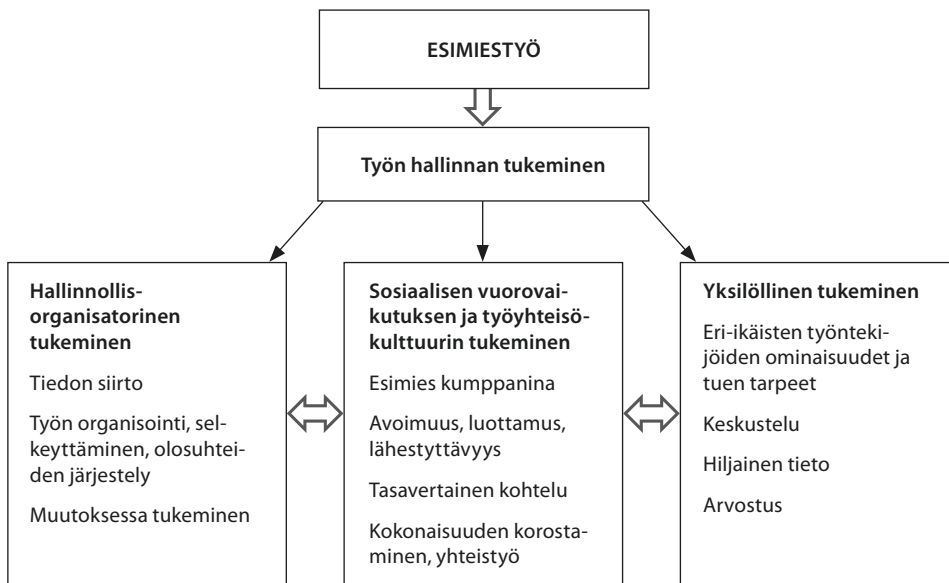 ESIMIESTYÖ
Työn hallinnan tukeminen
Hallinnollis-
organisatorinen
tukeminen
Tiedon siirto
Työn organisointi, sel-
keyttäminen, olosuhtei-
den järjestely
Muutoksessa tukeminen
Sosiaalisen vuorovai-
kutuksen ja työyhteisö-
kulttuurin tukeminen
Esimies kumppanina
Avoimuus, luottamus,
lähestyttävyys
Tasavertainen kohtelu
Kokonaisuuden korosta-
minen, yhteistyö
Yksilöllinen tukeminen
Eri-ikäisten työnteki-
jöiden ominaisuudet ja
tuen tarpeet
Keskustelu
Hiljainen tieto
Arvostus